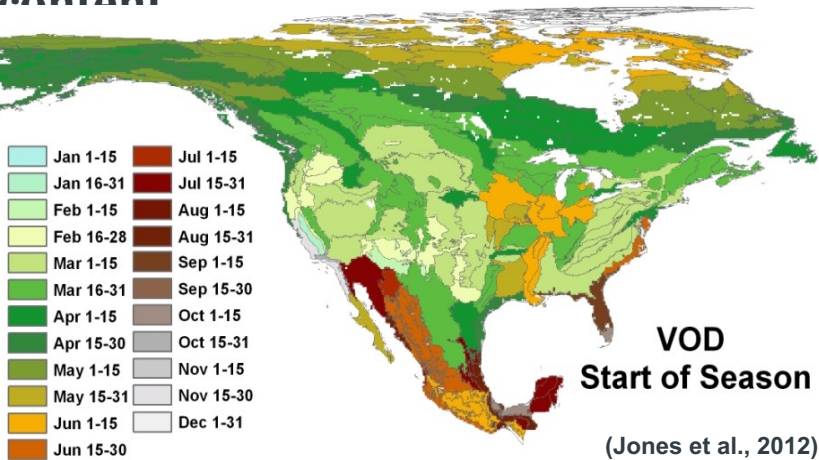 Jan 1-15
Jan 16-31
Feb 1-15
Feb 16-28
Mar 1-15
Mar 16-31
Apr 1-15
Apr 15-30
May 1-15
May 15-31
Jun 1-15
Jun 15-30
Jul 1-15
Jul 15-31
Aug 1-15
Aug 15-31
Sep 1-15
Sep 15-30
Oct 1-15
Oct 15-31
Nov 1-15
Nov 15-30
Dec 1-31
VOD
Start of Season
(Jones et al., 2012)